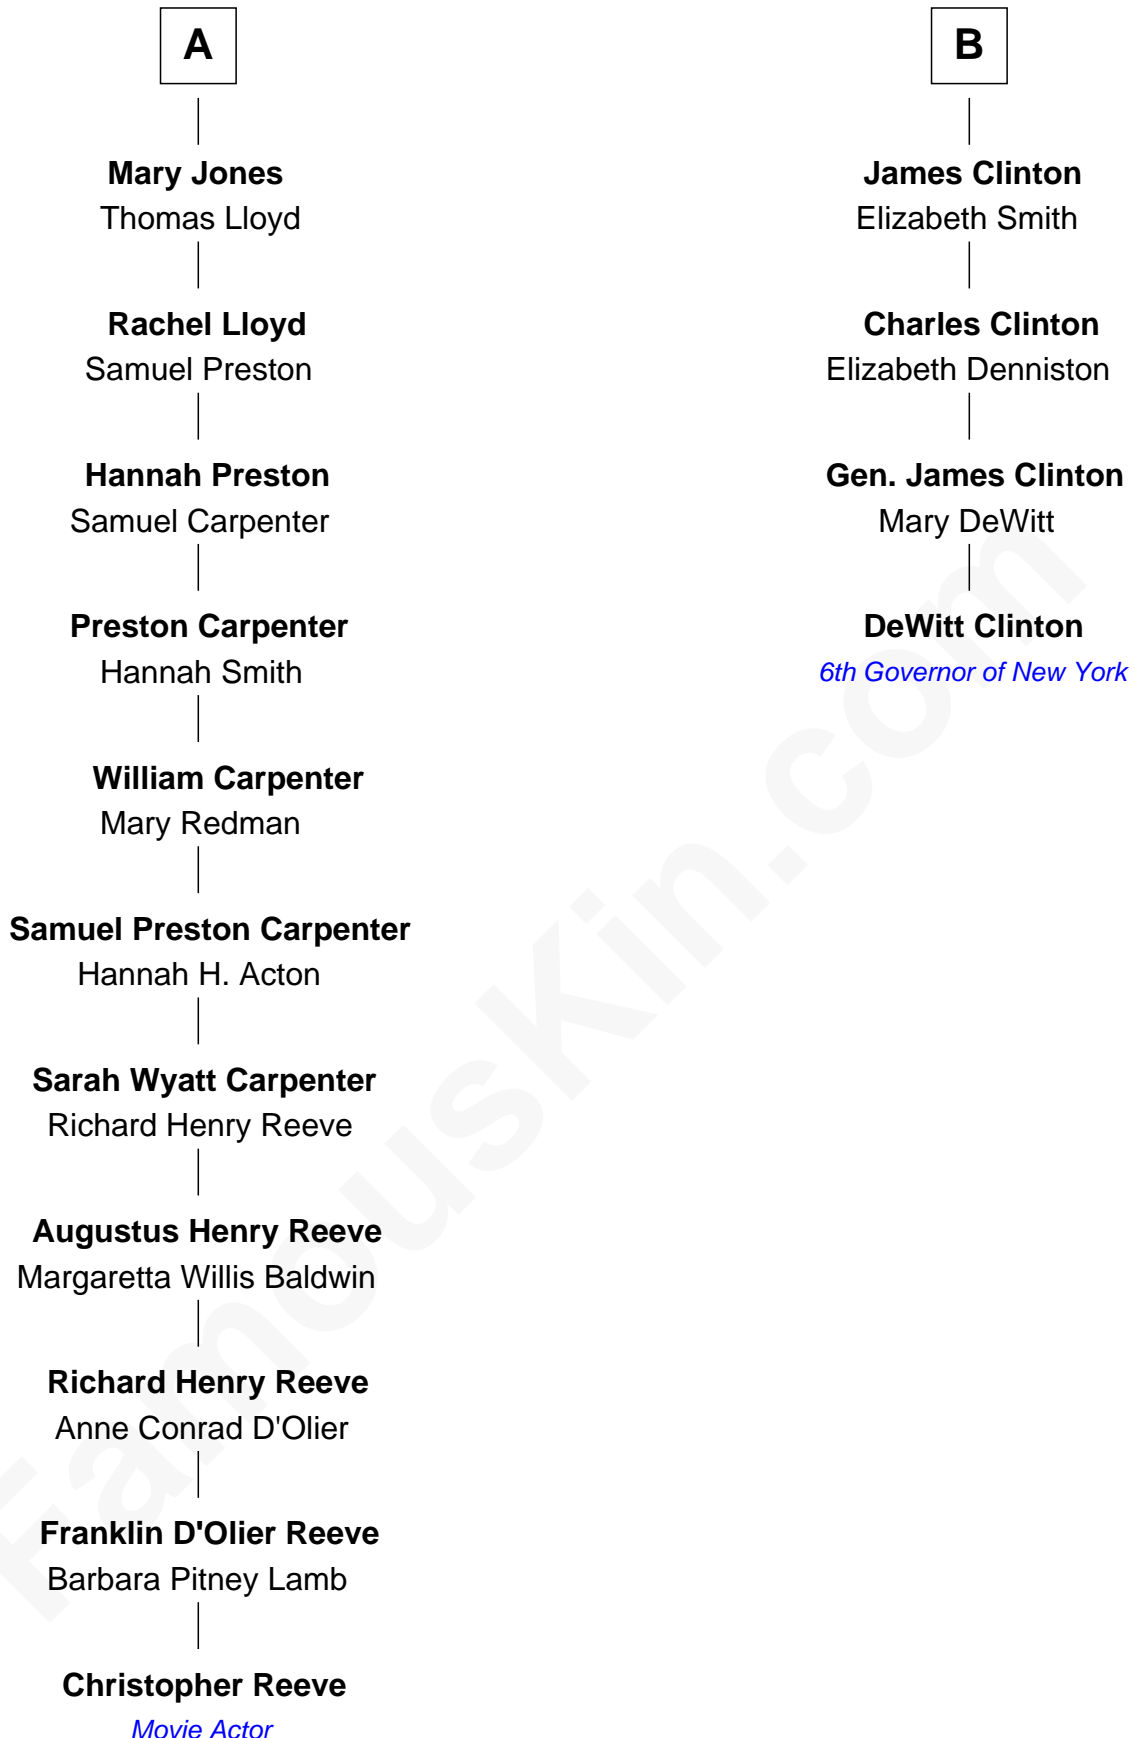 A
Mary Jones
Thomas Lloyd
Rachel Lloyd
Samuel Preston
Hannah Preston
Samuel Carpenter
Preston Carpenter
Hannah Smith
William Carpenter
Mary Redman
Samuel Preston Carpenter
Hannah H. Acton
Sarah Wyatt Carpenter
Richard Henry Reeve
Augustus Henry Reeve
Margaretta Willis Baldwin
Richard Henry Reeve
Anne Conrad D'Olier
Franklin D'Olier Reeve
Barbara Pitney Lamb
Christopher Reeve
Movie Actor
B
James Clinton
Elizabeth Smith
Charles Clinton
Elizabeth Denniston
Gen. James Clinton
Mary DeWitt
DeWitt Clinton
6th Governor of New York
FamousKin.com